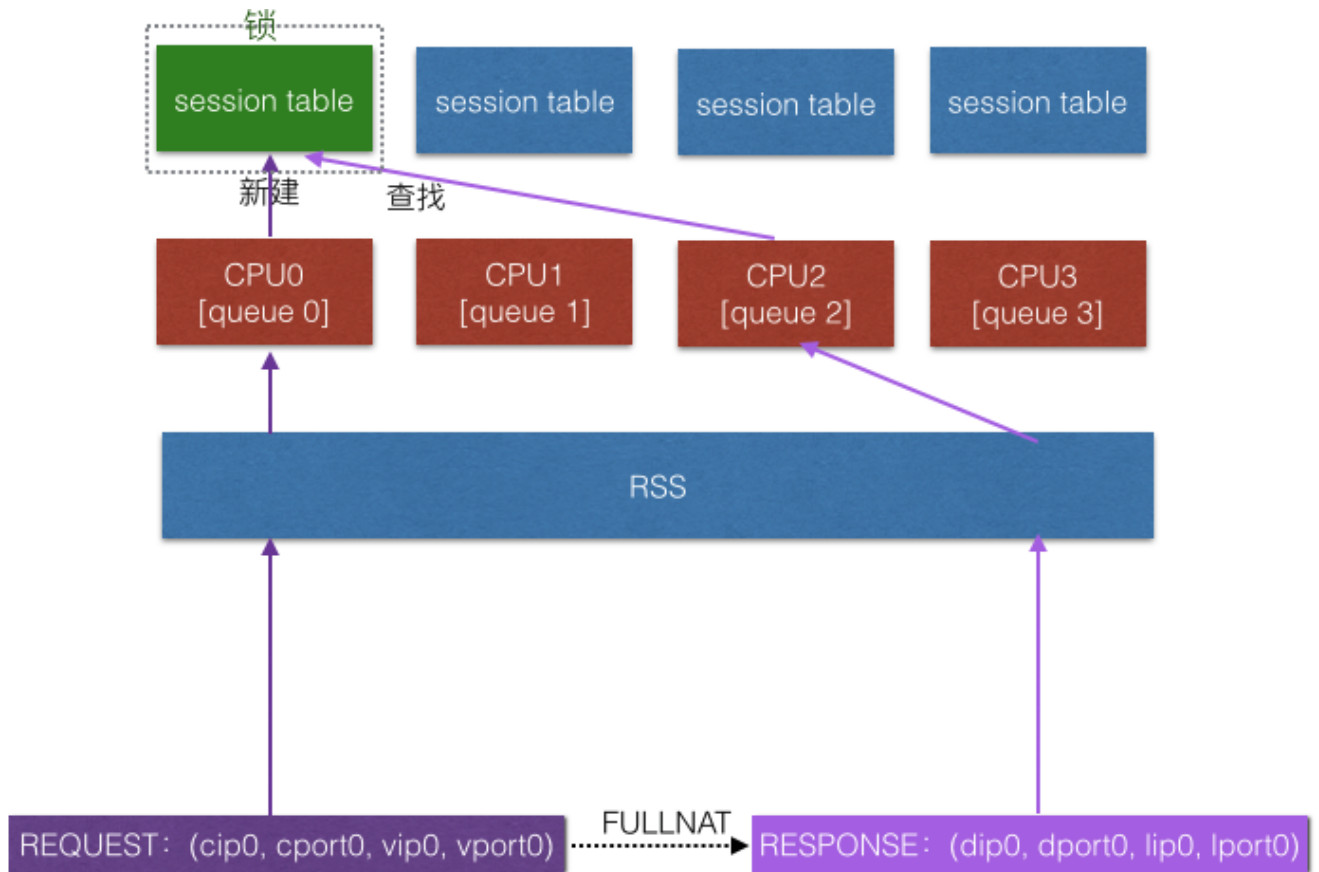 锁
session table
session table
session table
session table
新建
查找
CPU0
[queue 0]
CPU1
[queue 1]
CPU2
[queue 2]
CPU3
[queue 3]
RSS
REQUEST：(cip0, cport0, vip0, vport0)
FULLNAT
RESPONSE：(dip0, dport0, lip0, lport0)